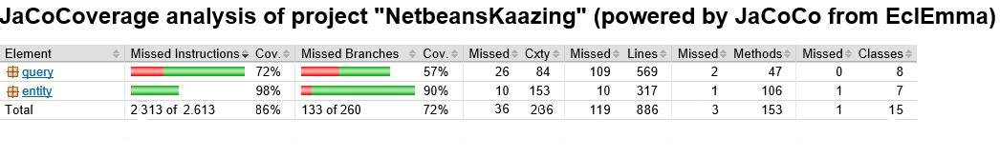 JaCoCoverage analysis of project "NetbeansKaazing" (powered by JaCoCo from EclEmma)
Element Missed Instructions Cov. Missed Branches Cov. Missed Cxty Missed Lines Missed Methods Missed Classes
query 72% 57% 26 84 109 569 2 47 0 8
entity 98% 90% 10 153 10 317 1 106 1 7
Total 2 313 of 2.613 86% 133 of 260 72% 36 236 119 886 3 153 1 15